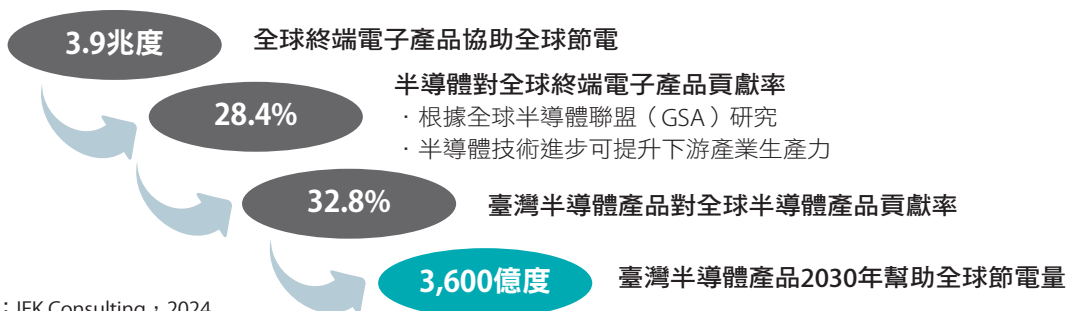 3.9兆度
全球終端電子產品協助全球節電
28.4%
半導體對全球終端電子產品貢獻率
·根據全球半導體聯盟（GSA）研究
·半導體技術進步可提升下游產業生產力
32.8%
臺灣半導體產品對全球半導體產品貢獻率
3,600億度
臺灣半導體產品2030年幫助全球節電量
：IEK Consulting，2024